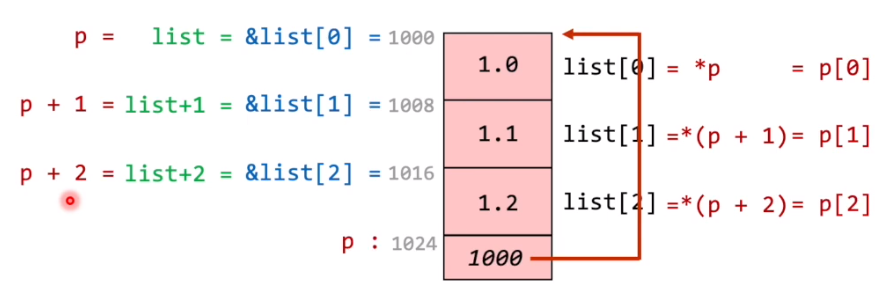 p = list = &list[0] = 1000 1.0 list[0] = *p = p[0]
p + 1 = list+1 = &list[1] = 1008 1.1 list[1] =*(p + 1)= p[1]
p + 2 = list+2 = &list[2] = 1016 1.2 list[2] =*(p + 2)= p[2]
p : 1024 1000